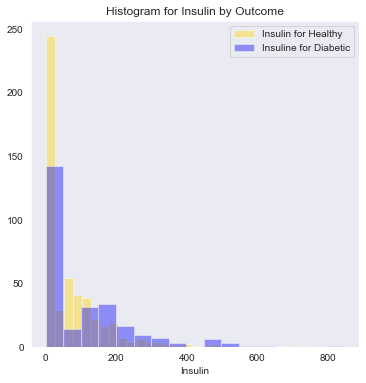 Histogram for Insulin by Outcome
Insulin for Healthy
Insuline for Diabetic
250
200
150
100
50
0
0 200 400 600 800
Insulin